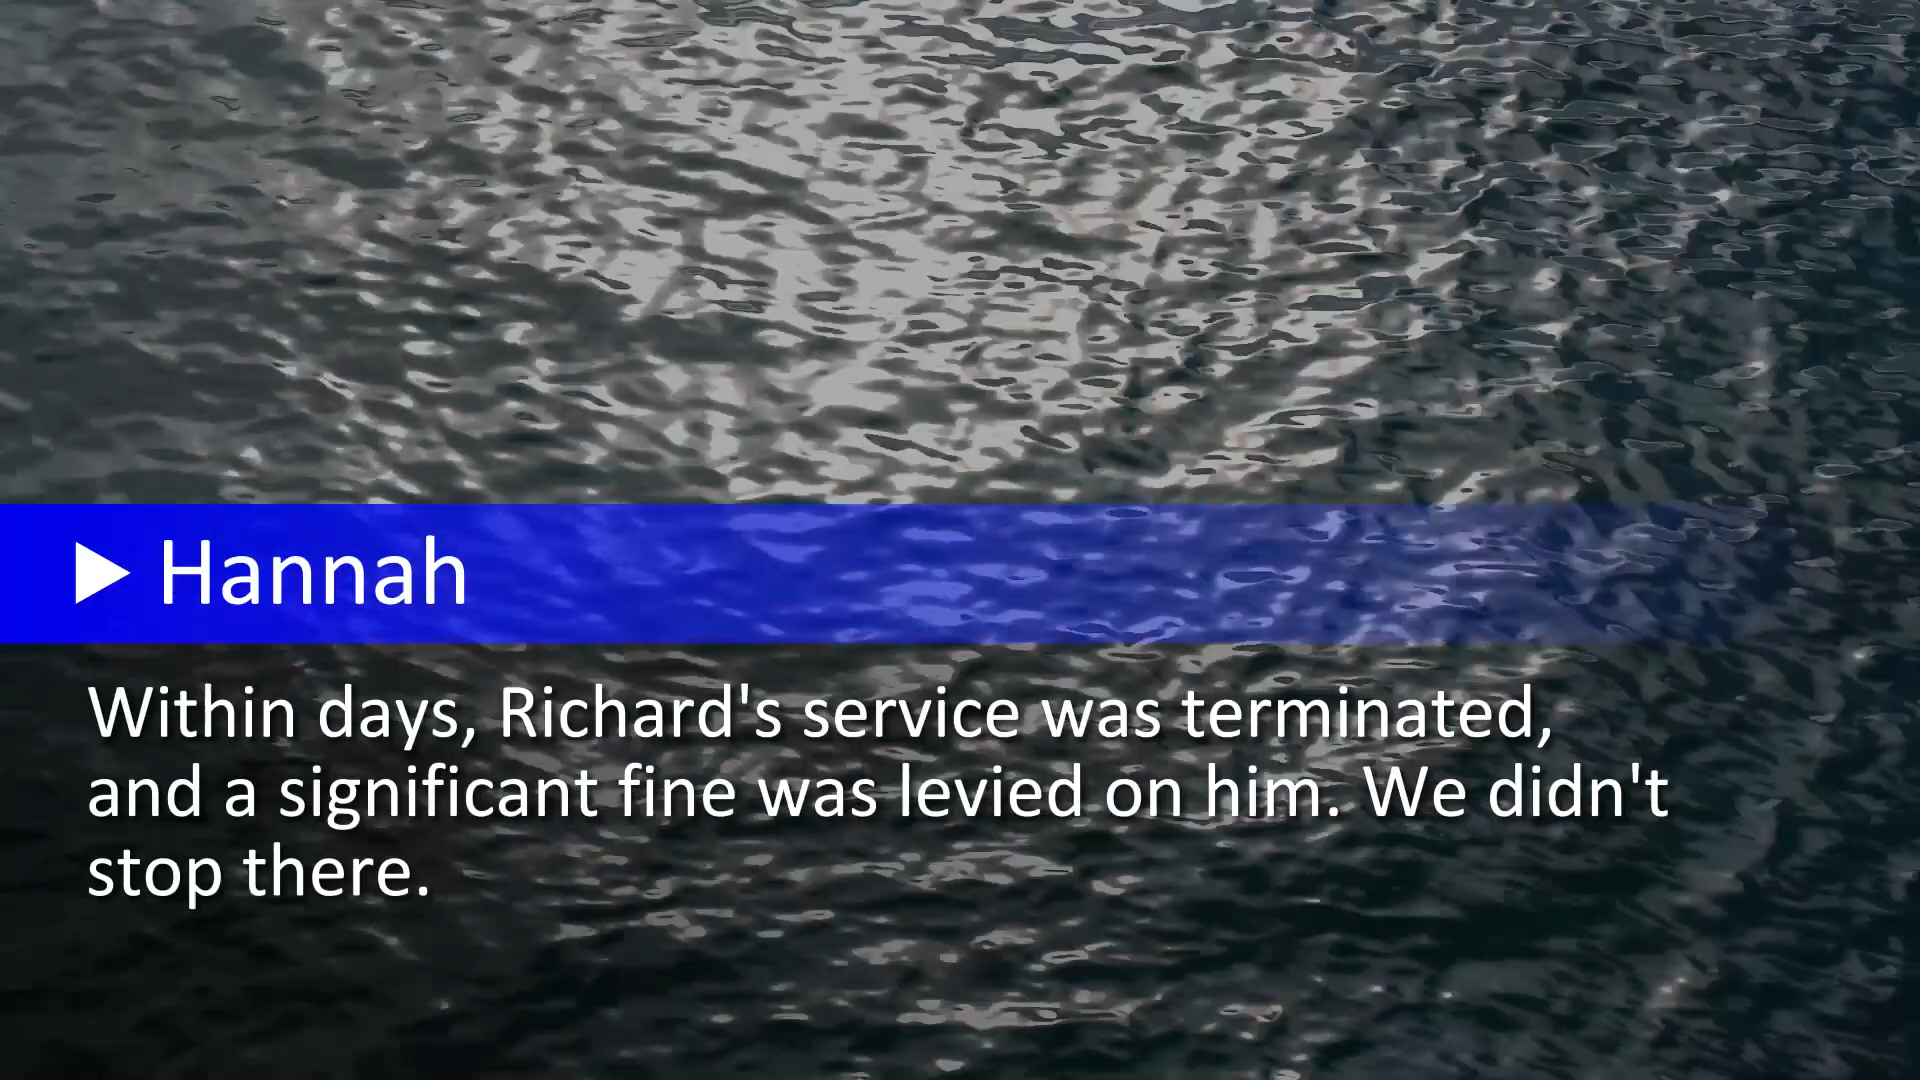 Hannah
Within days, Richard's service was terminated,
and a significant fine was levied on him. We didn't
stop there.